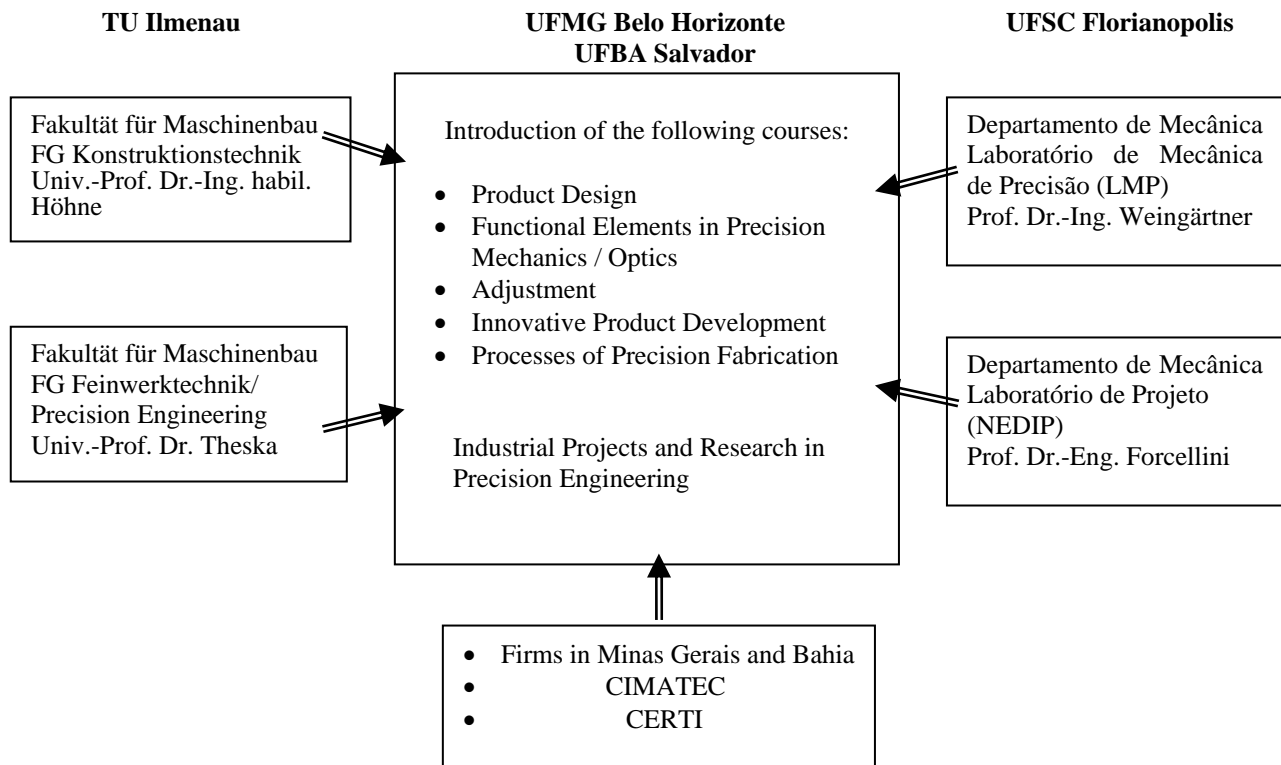 TU Ilmenau
UFMG Belo Horizonte
UFBA Salvador
UFSC Florianopolis
Fakultät für Maschinenbau
FG Konstruktionstechnik
Univ.-Prof. Dr.-Ing. habil.
Höhne
Fakultät für Maschinenbau
FG Feinwerktechnik/
Precision Engineering
Univ.-Prof. Dr. Theska
Introduction of the following courses:
• Product Design
• Functional Elements in Precision
Mechanics / Optics
• Adjustment
• Innovative Product Development
• Processes of Precision Fabrication
Industrial Projects and Research in
Precision Engineering
Departamento de Mecânica
Laboratório de Mecânica
de Precisão (LMP)
Prof. Dr.-Ing. Weingärtner
Departamento de Mecânica
Laboratório de Projeto
(NEDIP)
Prof. Dr.-Eng. Forcellini
• Firms in Minas Gerais and Bahia
• CIMATEC
• CERTI